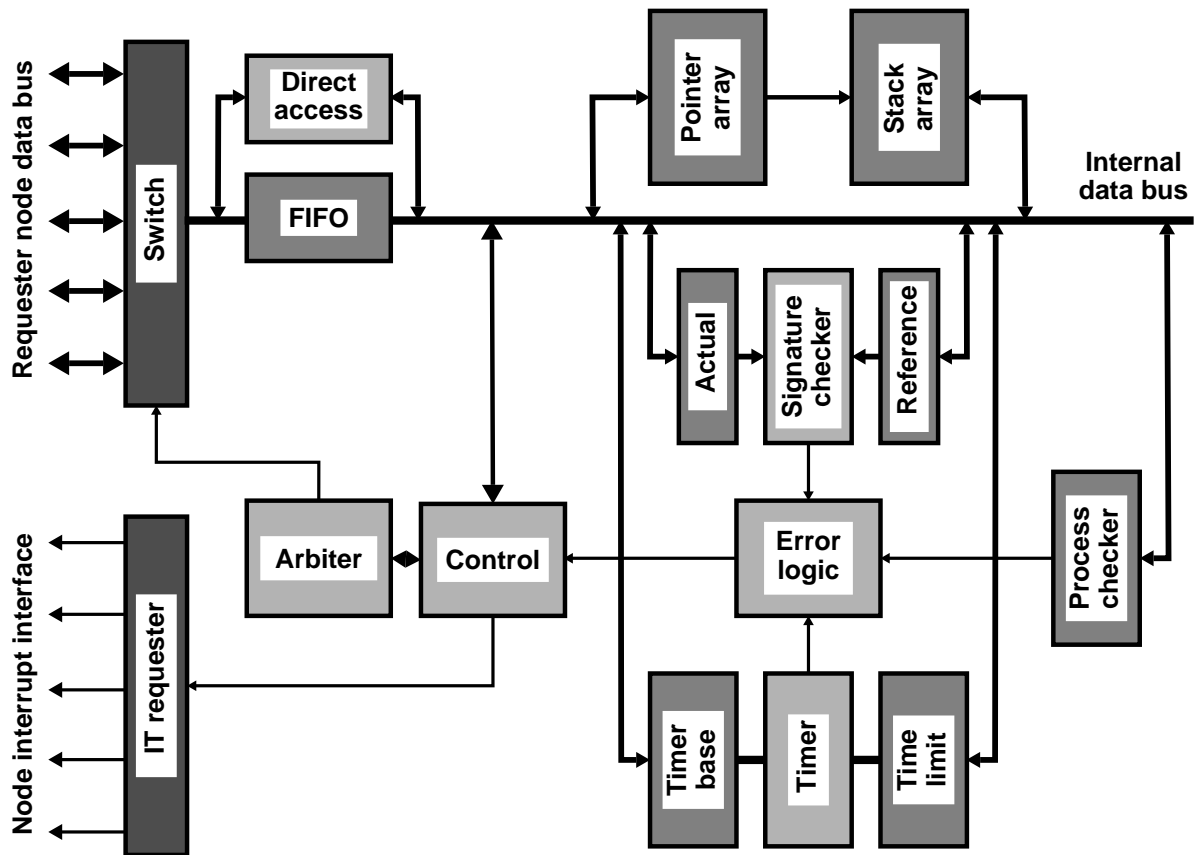 Requester node data bus
Switch
Direct
access
FIFO
Pointer
array
Stack
array
Internal
data bus
Actual
Signature
checker
Reference
Arbiter
Control
Error
logic
Process
checker
Node interrupt interface
IT requester
Timer
base
Timer
Time
limit